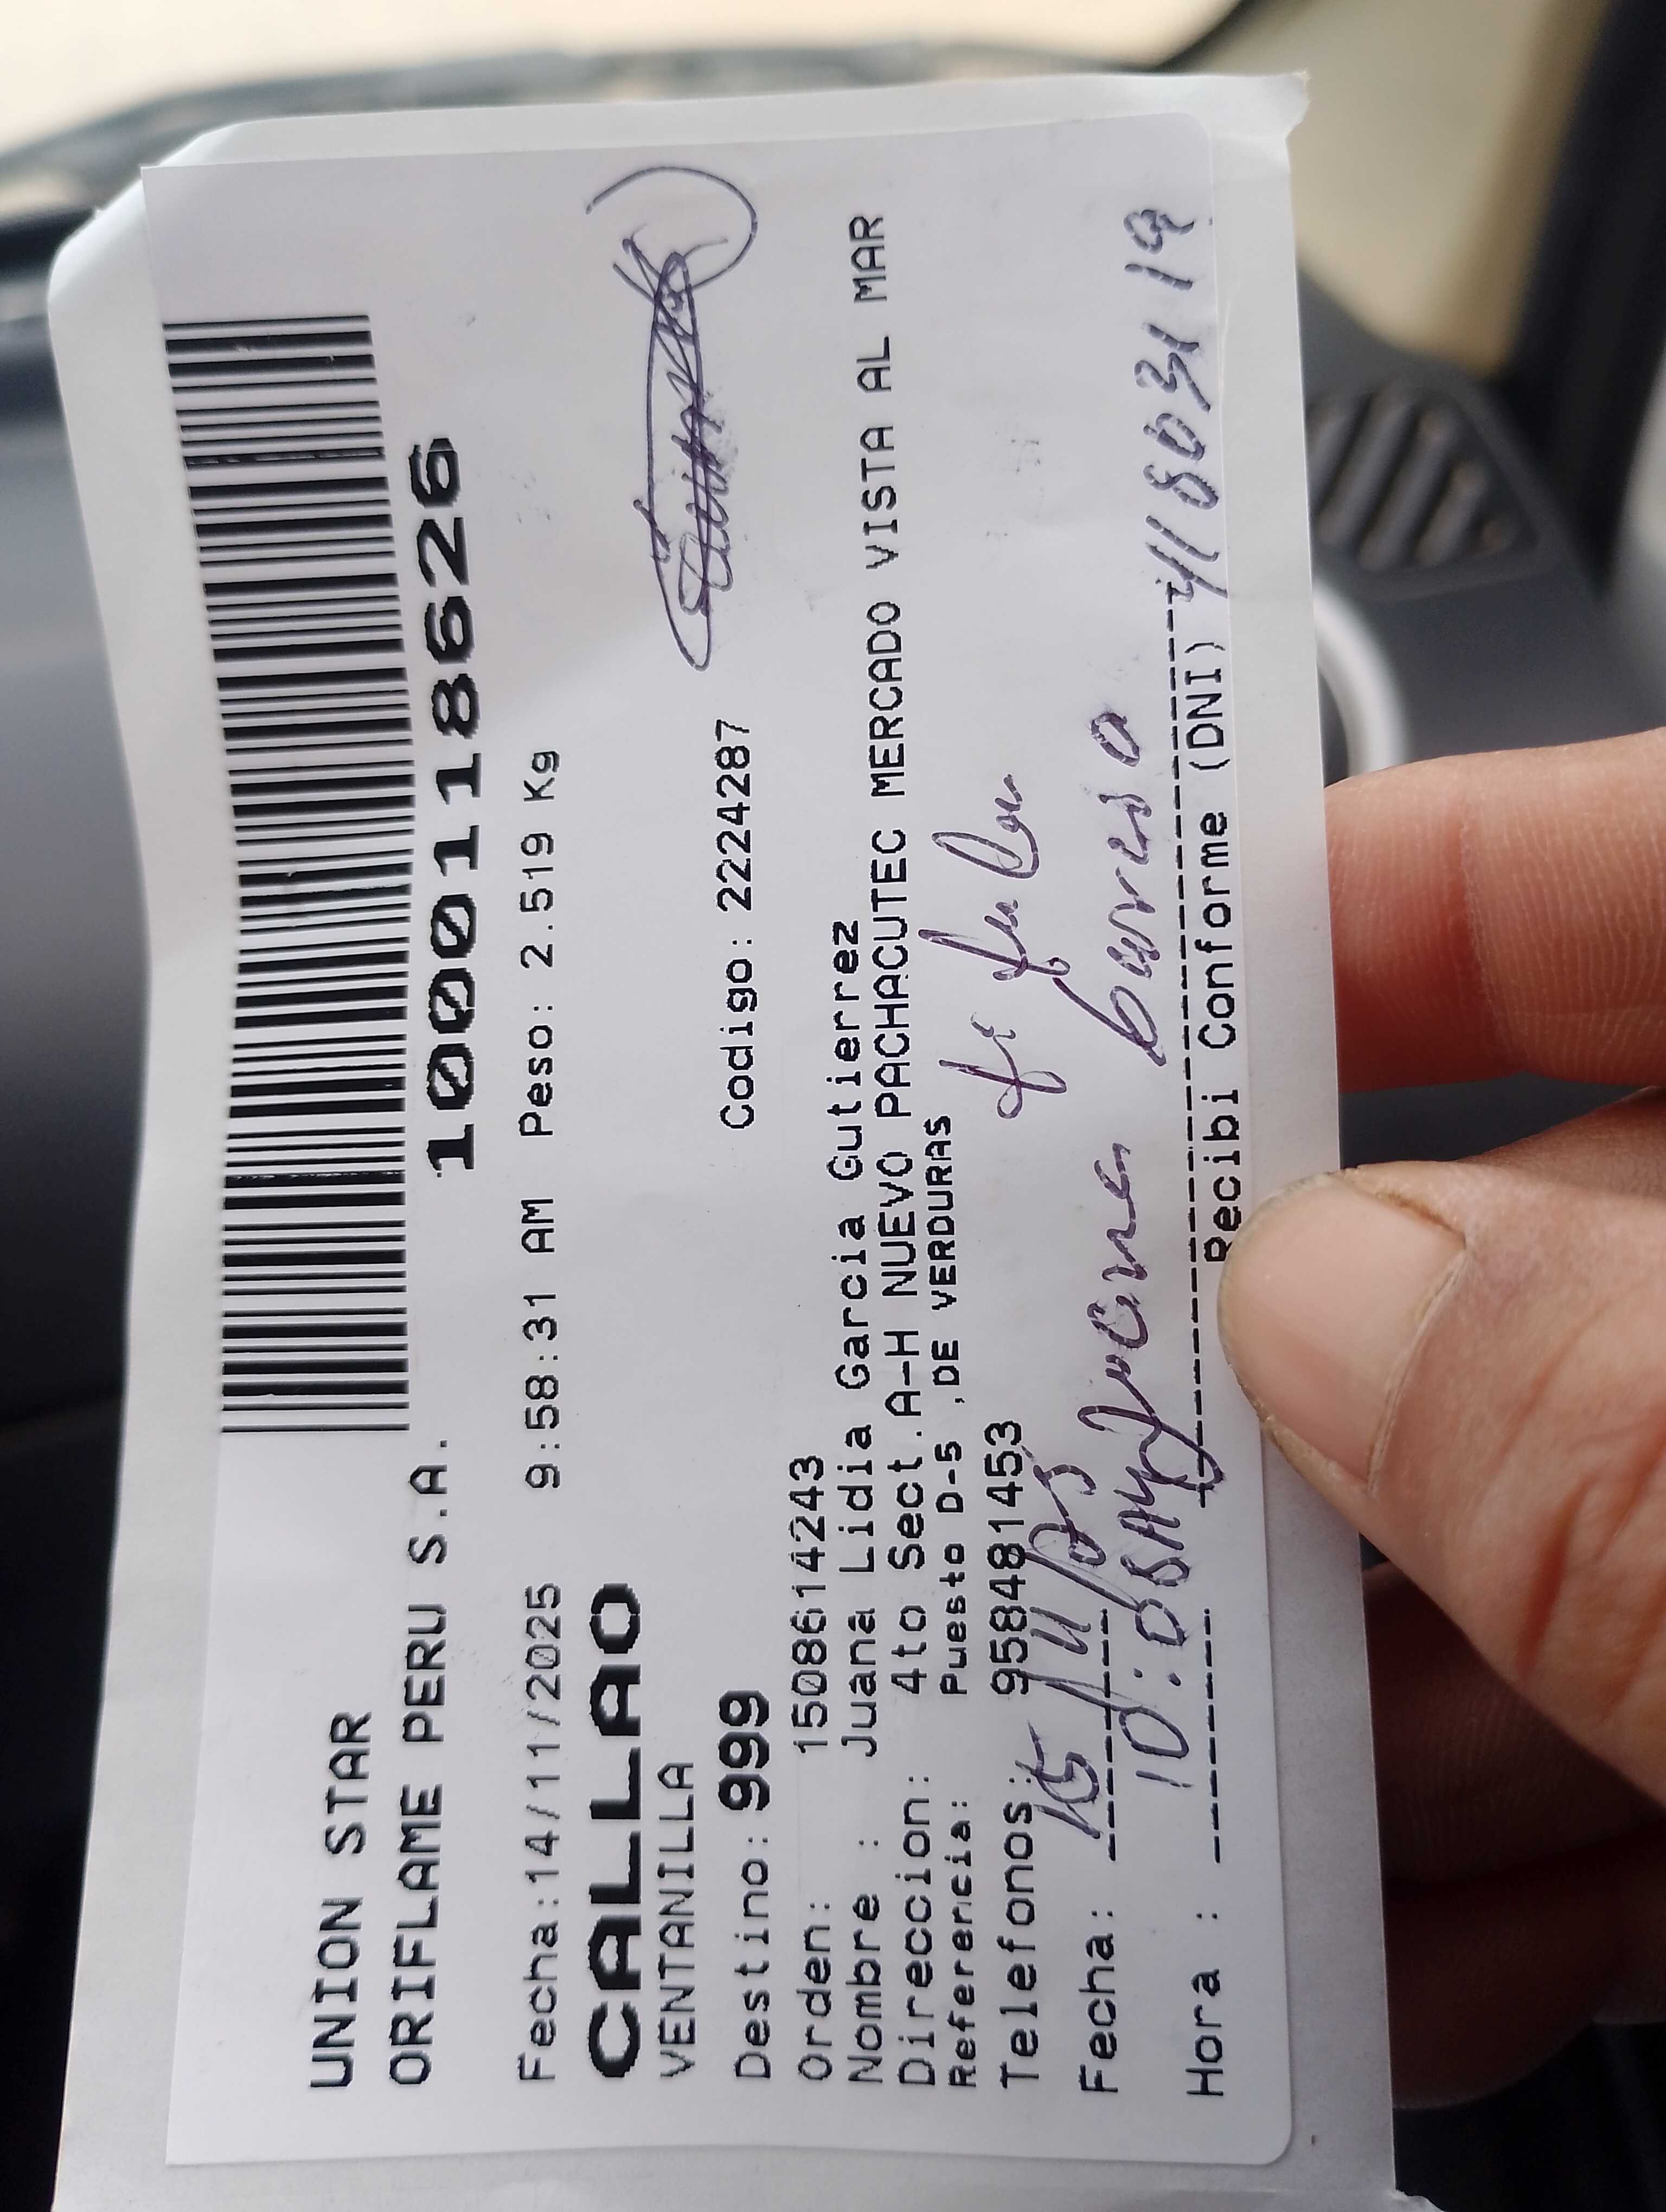 UNION STAR
ORIFLAME PERU S.A.
100118626
Fecha:14/11/2025 9:58:31 AM Peso: 2.519 Kg
CALLAO
VENTANILLA
Destino: 999 Codigo: 2224287
Orden: 1508614243
Nombre : Juana Lidia Garcia Gutierrez
Direccion: 4to Sect.A-H NUEVO PACHACUTEC MERCADO VISTA AL MAR
Referencia: Puesto D-5 ,DE VERDURAS
Telefonos: 958481453
Fecha: 15/11/25
Hora : 10:08AM
Recibi Conforme (DNI)